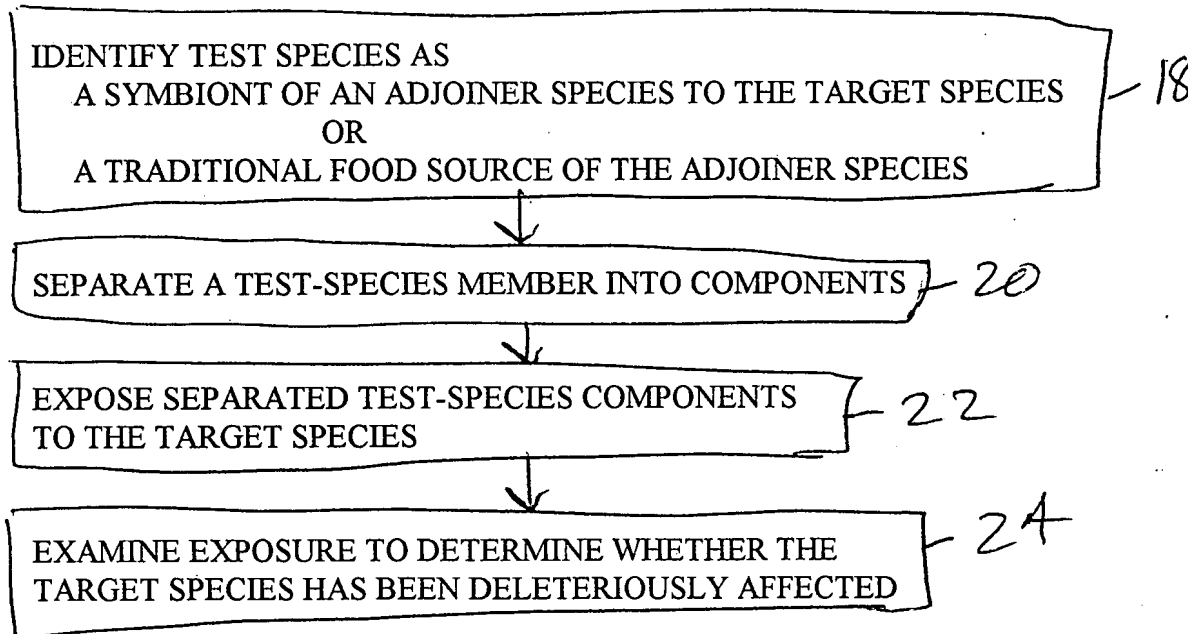 IDENTIFY TEST SPECIES AS
A SYMBIONT OF AN ADJOINER SPECIES TO THE TARGET SPECIES
OR
A TRADITIONAL FOOD SOURCE OF THE ADJOINER SPECIES
18
SEPARATE A TEST-SPECIES MEMBER INTO COMPONENTS
20
EXPOSE SEPARATED TEST-SPECIES COMPONENTS
TO THE TARGET SPECIES
22
EXAMINE EXPOSURE TO DETERMINE WHETHER THE
TARGET SPECIES HAS BEEN DELETERIOUSLY AFFECTED
24